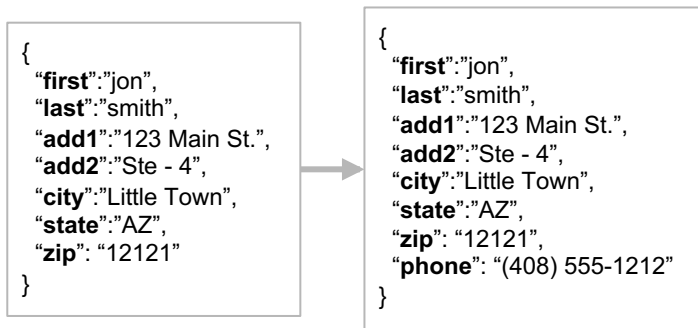 {
“first”:”jon”,
“last”:”smith”,
“add1”:”123 Main St.”,
“add2”:”Ste - 4”,
“city”:”Little Town”,
“state”:”AZ”,
“zip”: “12121”
}
{
“first”:”jon”,
“last”:”smith”,
“add1”:”123 Main St.”,
“add2”:”Ste - 4”,
“city”:”Little Town”,
“state”:”AZ”,
“zip”: “12121”,
“phone”: “(408) 555-1212”
}